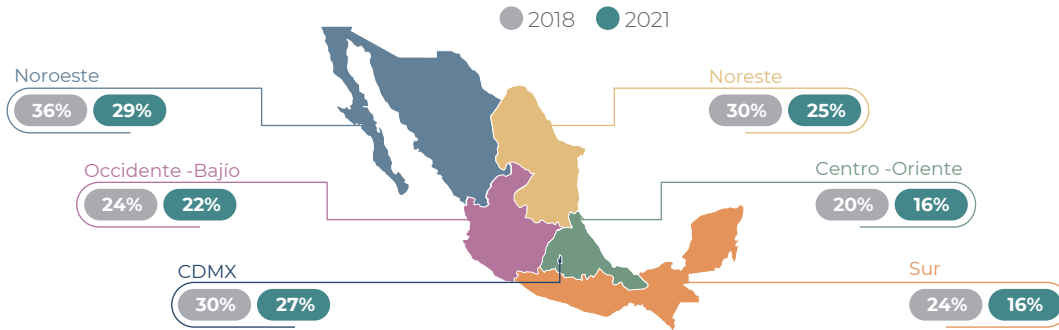 2018 2021
Noroeste
36% 29%
Noreste
30% 25%
Occidente -Bajío
24% 22%
Centro -Oriente
20% 16%
CDMX
30% 27%
Sur
24% 16%